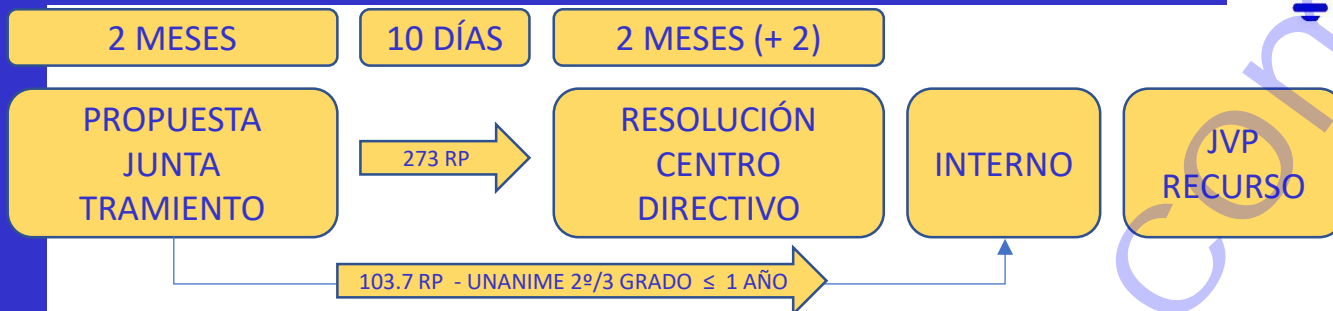 2 MESES
10 DÍAS
2 MESES (+ 2)
PROPUESTA
JUNTA
TRAMIENTO
273 RP
RESOLUCIÓN
CENTRO
DIRECTIVO
INTERNO
JVP
RECURSO
103.7 RP - UNANIME 2º/3 GRADO ≤ 1 AÑO